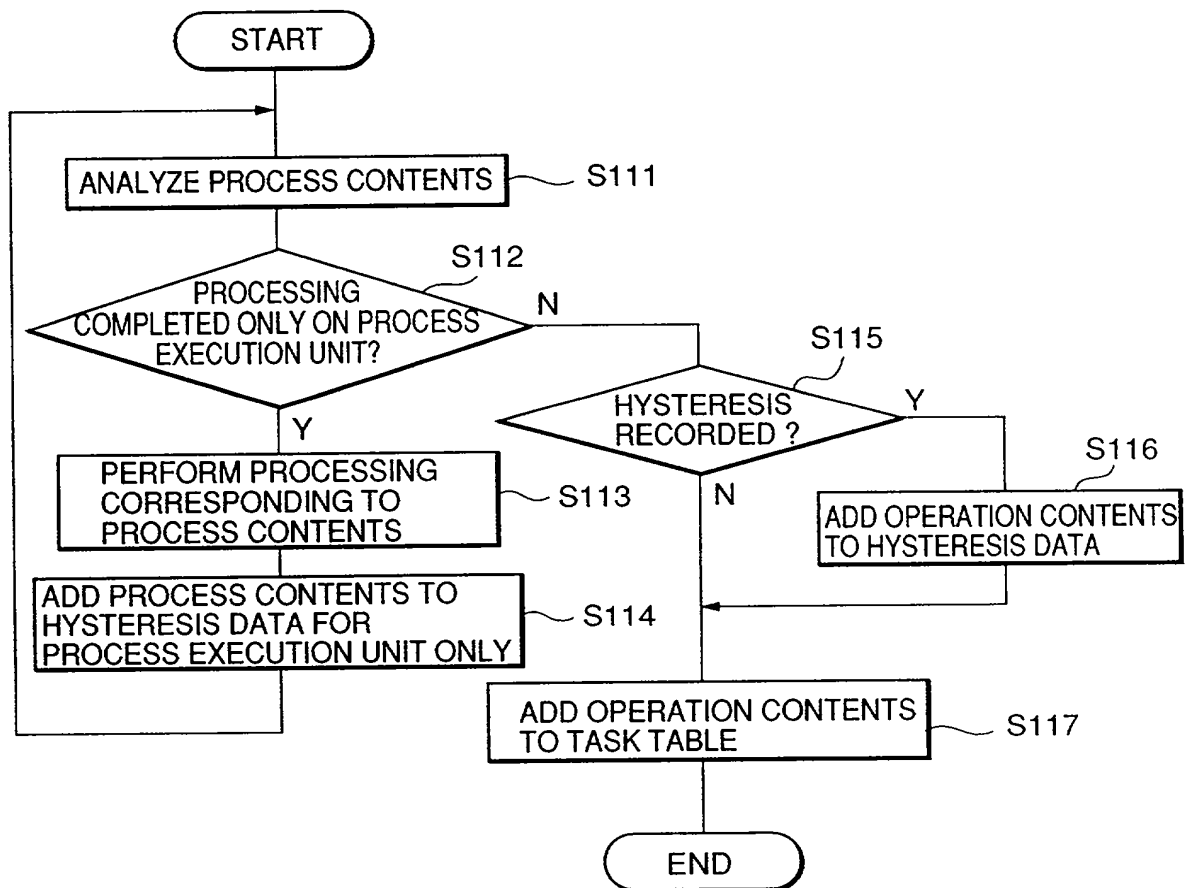 START
ANALYZE PROCESS CONTENTS
S111
S112
PROCESSING
COMPLETED ONLY ON PROCESS
EXECUTION UNIT?
N
Y
S115
HYSTERESIS
RECORDED ?
Y
N
PERFORM PROCESSING
CORRESPONDING TO
PROCESS CONTENTS
S113
S116
ADD OPERATION CONTENTS
TO HYSTERESIS DATA
ADD PROCESS CONTENTS TO
HYSTERESIS DATA FOR
PROCESS EXECUTION UNIT ONLY
S114
ADD OPERATION CONTENTS
TO TASK TABLE
S117
END